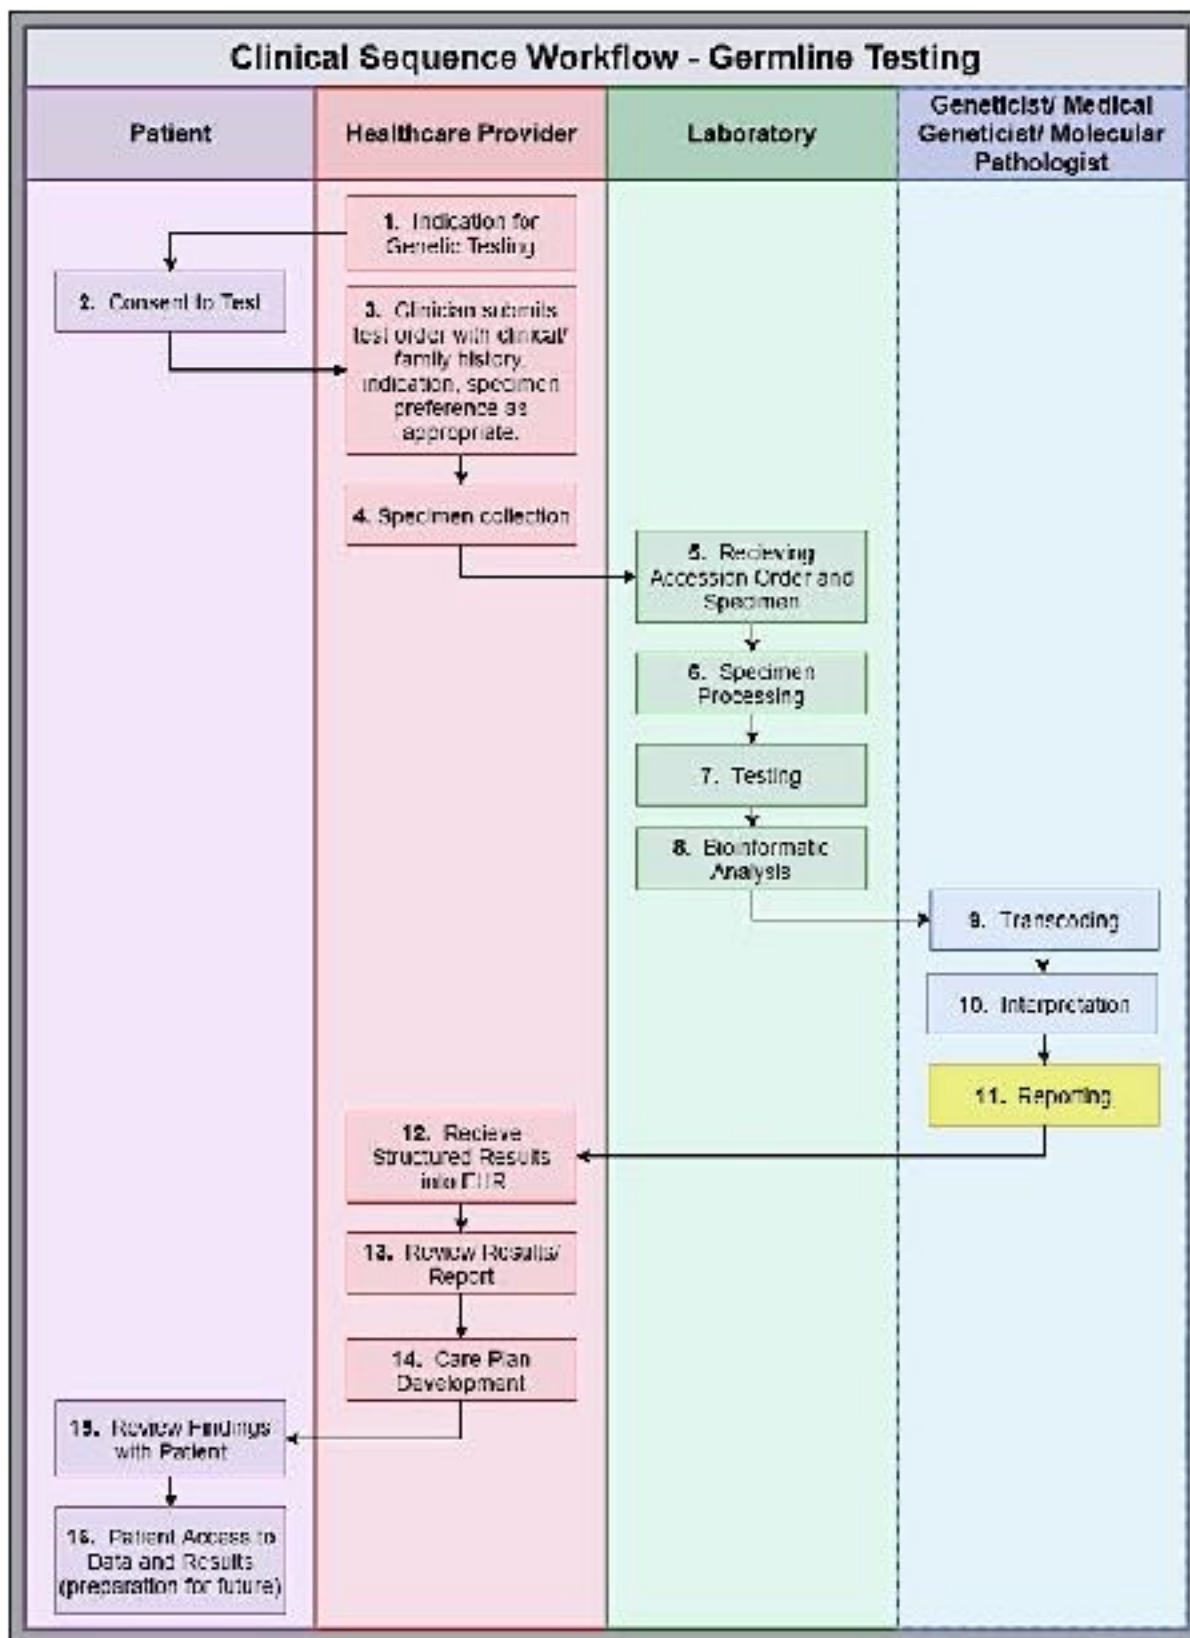 Clinical Sequence Workflow - Germline Testing
Patient
Healthcare Provider
Laboratory
Geneticist/ Medical
Geneticist/ Molecular
Pathologist
1. Indication for
Genetic Testing
2. Consent to Test
3. Clinician submits
test order with clinical/
family history,
indication, specimen
preference as
appropriate.
4. Specimen collection
5. Recieving
Accession Order and
Specimen
6. Specimen
Processing
7. Testing
8. Bioinformatic
Analysis
9. Transcoding
10. Interpretation
11. Reporting
12. Recieve
Structured Results
into EHR
13. Review Results/
Report
14. Care Plan
Development
15. Review Findings
with Patient
16. Patient Access to
Data and Results
(preparation for future)